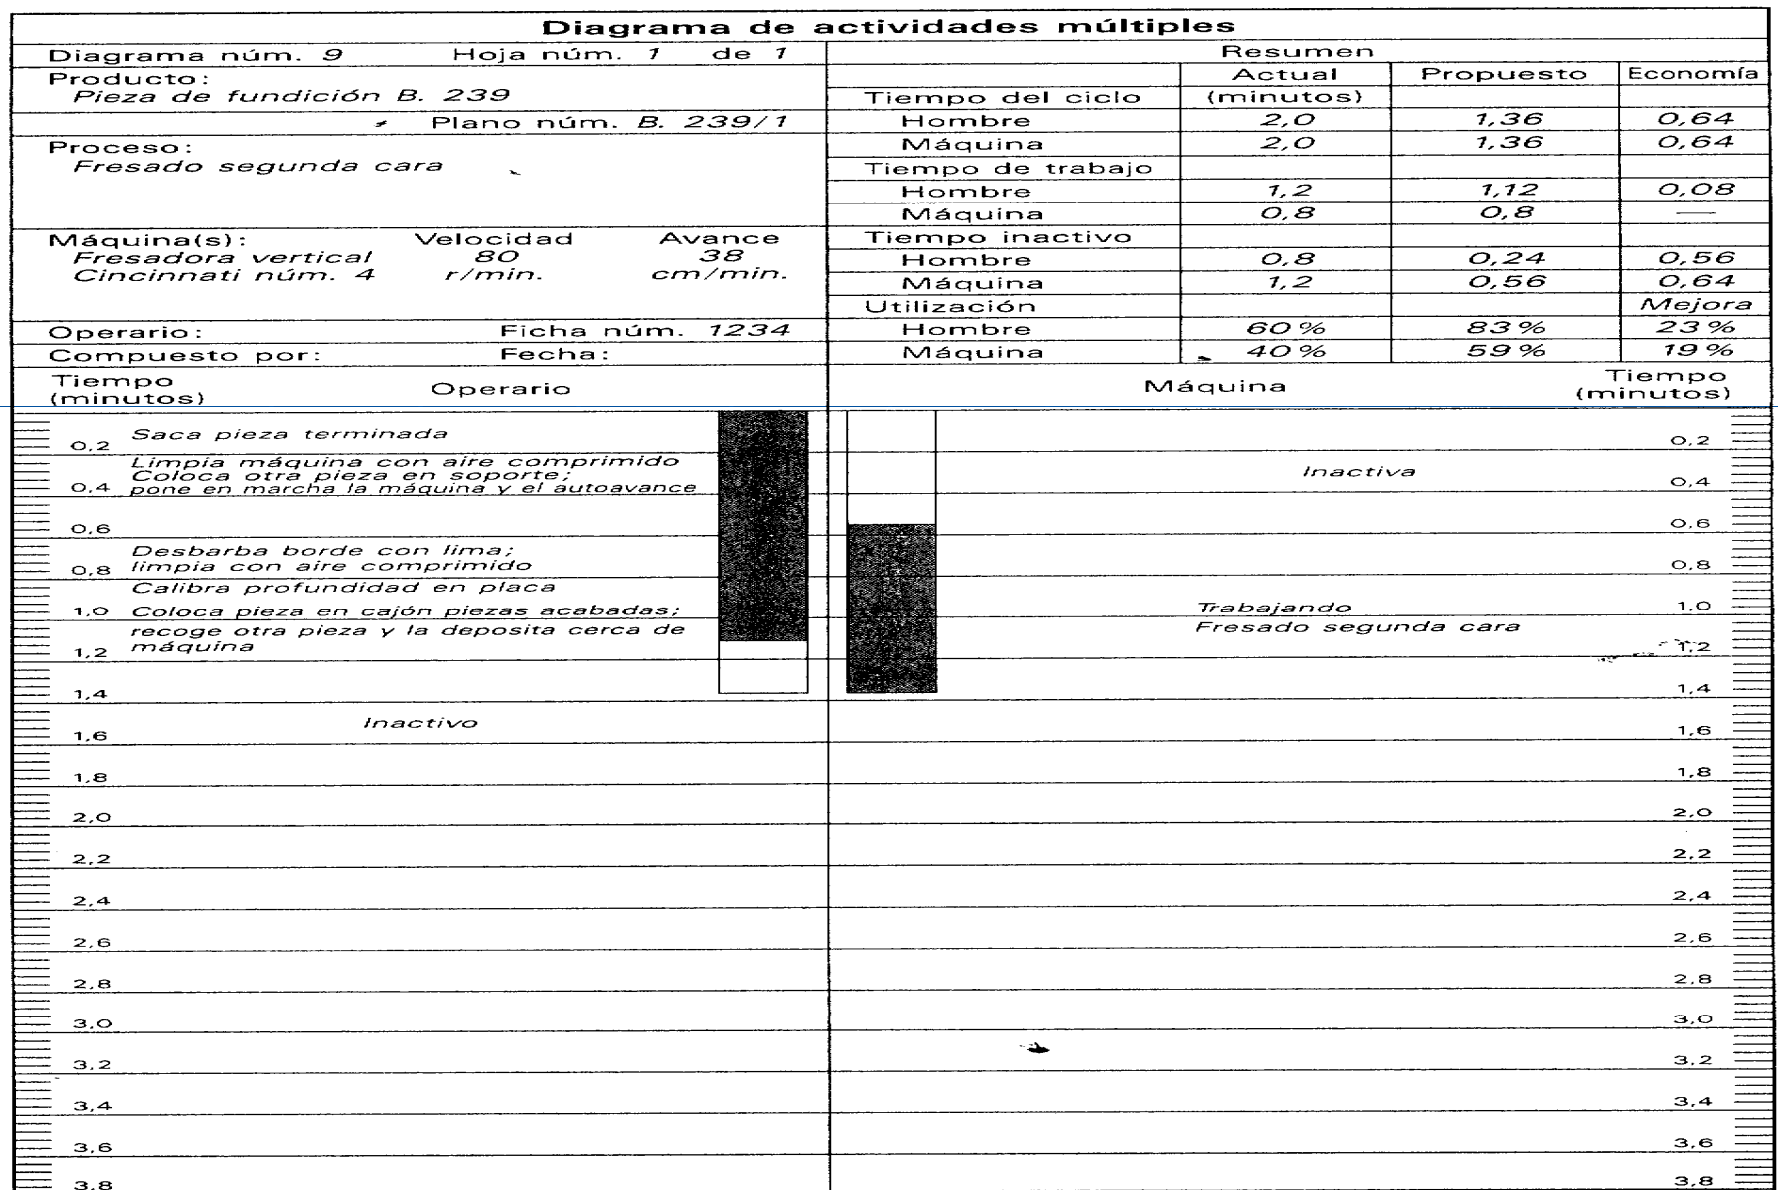 Diagrama de actividades múltiples
Diagrama núm. 9 Hoja núm. 1 de 1
Producto:
Pieza de fundición B. 239
Plano núm. B. 239/1
Proceso:
Fresado segunda cara
Máquina(s): Velocidad Avance
Fresadora vertical 80 38
Cincinnati núm. 4 r/min. cm/min.
Operario: Ficha núm. 1234
Compuesto por: Fecha:
Resumen
Actual Propuesto Economía
Tiempo del ciclo (minutos)
Hombre 2,0 1,36 0,64
Máquina 2,0 1,36 0,64
Tiempo de trabajo
Hombre 1,2 1,12 0,08
Máquina 0,8 0,8 —
Tiempo inactivo
Hombre 0,8 0,24 0,56
Máquina 1,2 0,56 0,64
Utilización Mejora
Hombre 60 % 83 % 23 %
Máquina 40 % 59 % 19 %
Tiempo
(minutos)
Operario
Máquina
Tiempo
(minutos)
Saca pieza terminada
0,2
Limpia máquina con aire comprimido
Coloca otra pieza en soporte;
0,4 pone en marcha la máquina y el autoavance
0,6
Desbarba borde con lima;
0,8 limpia con aire comprimido
Calibra profundidad en placa
1,0 Coloca pieza en cajón piezas acabadas;
recoge otra pieza y la deposita cerca de
1,2 máquina
1,4
Inactivo
1,6
1,8
2,0
2,2
2,4
2,6
2,8
3,0
3,2
3,4
3,6
3,8
0,2
Inactiva
0,4
0,6
0,8
Trabajando 1,0
Fresado segunda cara
1,2
1,4
1,6
1,8
2,0
2,2
2,4
2,6
2,8
3,0
3,2
3,4
3,6
3,8